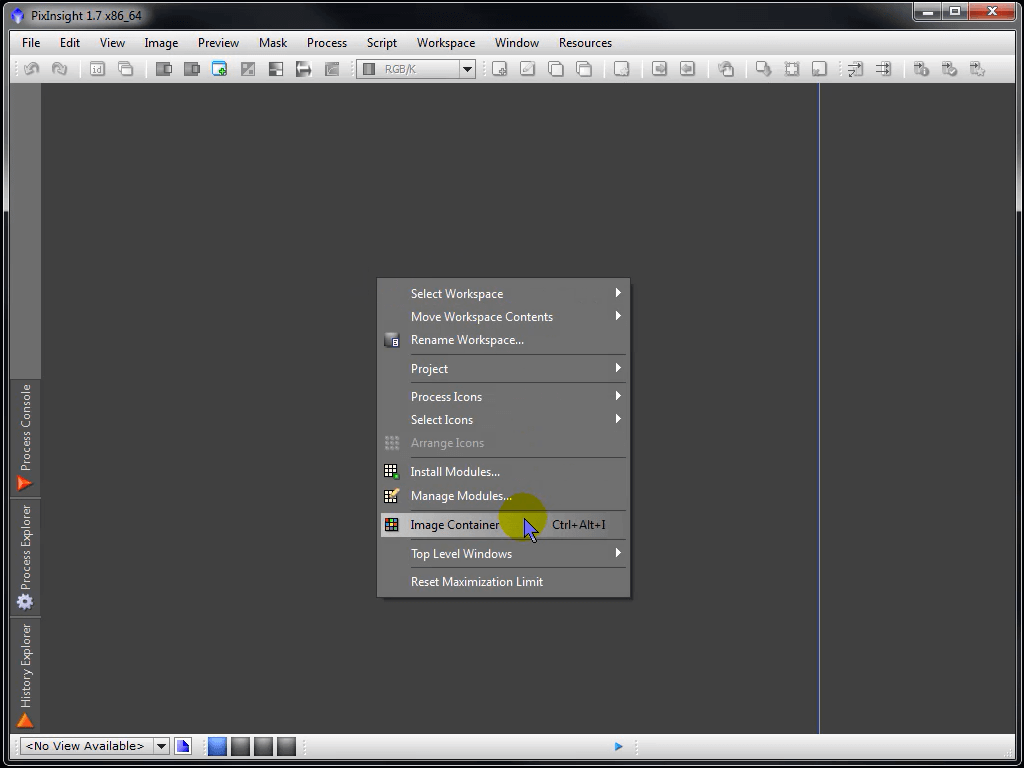 PixInsight 1.7 x86_64
File Edit View Image Preview Mask Process Script Workspace Window Resources
id RGB/K
Select Workspace
Move Workspace Contents
Rename Workspace...
Project
Process Icons
Select Icons
Arrange Icons
Install Modules...
Manage Modules...
Image Container Ctrl+Alt+I
Top Level Windows
Reset Maximization Limit
Process Console
Process Explorer
History Explorer
<No View Available>